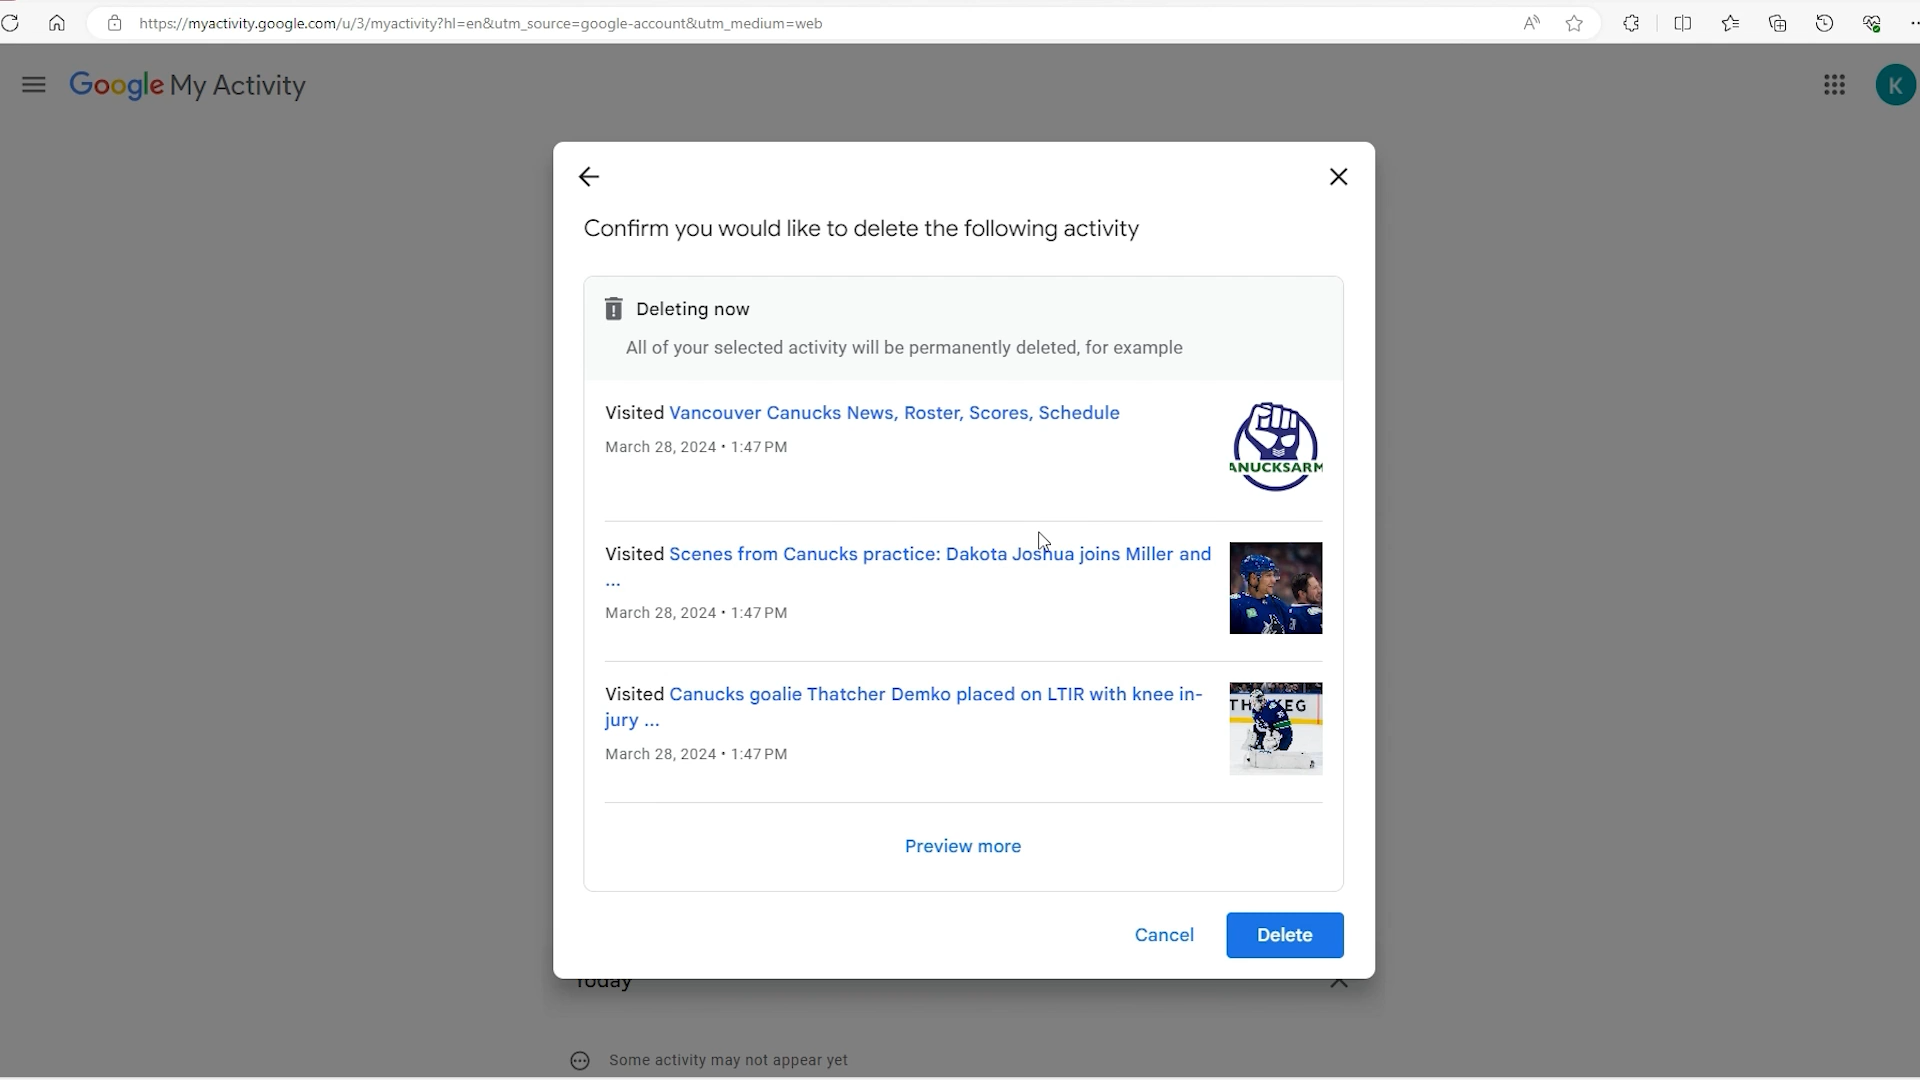 https://myactivity.google.com/u/3/myactivity?hl=en&utm_source=google-account&utm_medium=web
Google My Activity
K
Confirm you would like to delete the following activity
Deleting now
All of your selected activity will be permanently deleted, for example
Visited Vancouver Canucks News, Roster, Scores, Schedule
March 28, 2024 • 1:47 PM
ANUCKSARM
Visited Scenes from Canucks practice: Dakota Joshua joins Miller and
...
March 28, 2024 • 1:47 PM
Visited Canucks goalie Thatcher Demko placed on LTIR with knee in-
jury ...
March 28, 2024 • 1:47 PM
Preview more
Cancel
Delete
Today
Some activity may not appear yet